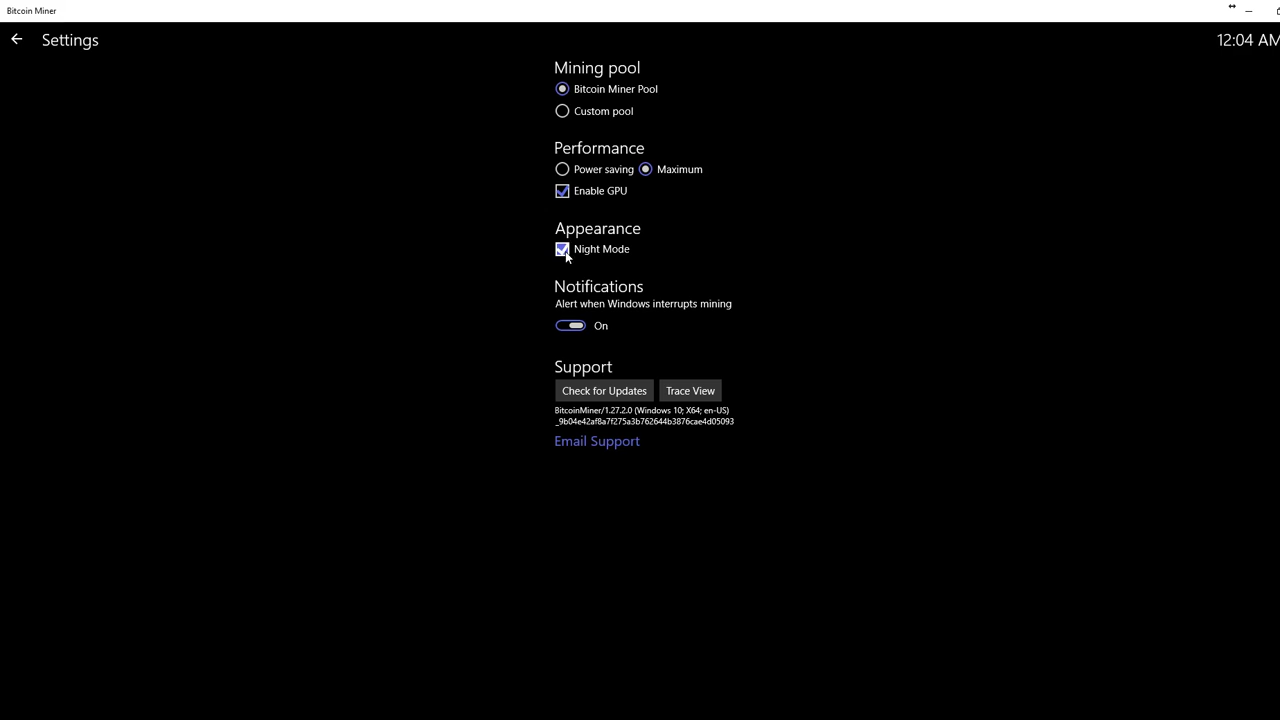 Bitcoin Miner
Settings
12:04 AM
Mining pool
Bitcoin Miner Pool
Custom pool
Performance
Power saving Maximum
Enable GPU
Appearance
Night Mode
Notifications
Alert when Windows interrupts mining
On
Support
Check for Updates Trace View
BitcoinMiner/1.27.2.0 (Windows 10; X64; en-US)
_9b04e42af8a7f275a3b762644b3876cae4d05093
Email Support